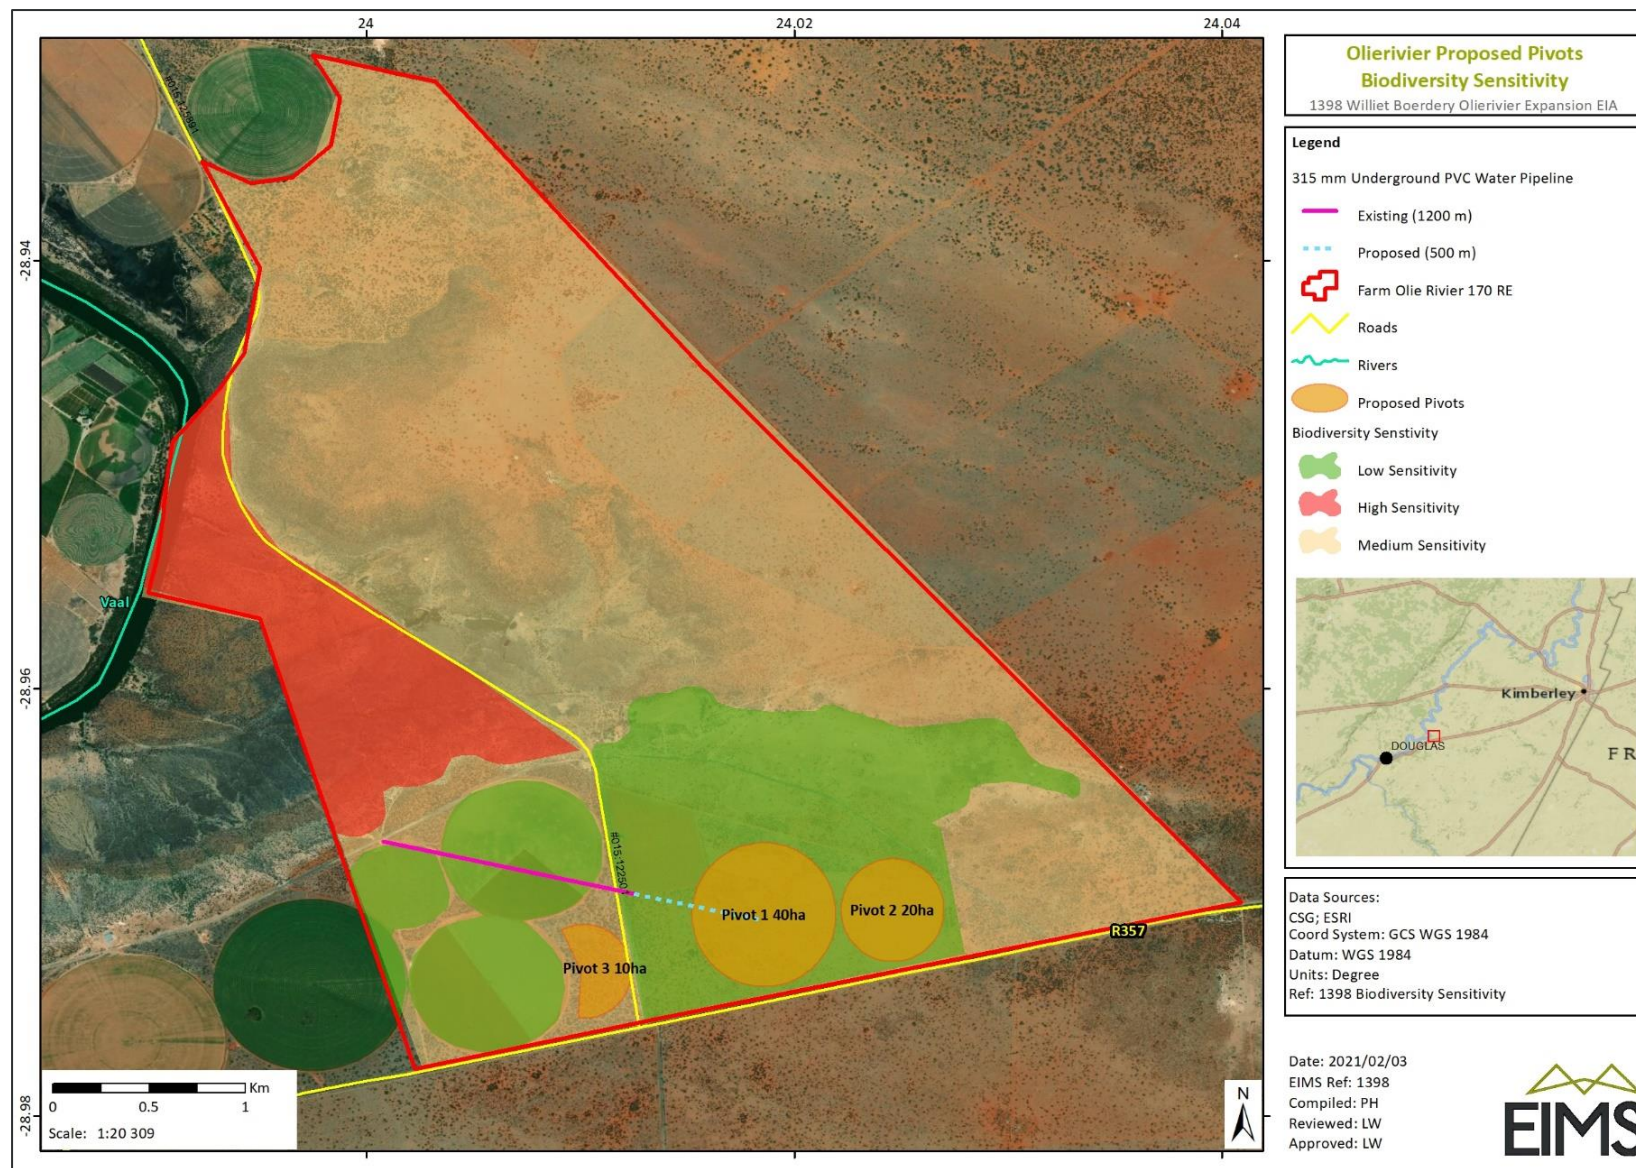 24
24.02
24.04
-28.94
-28.96
-28.98
#015:125891
Vaal
#015:122501
Pivot 1 40ha
Pivot 2 20ha
Pivot 3 10ha
R357
Km
0 0.5 1
Scale: 1:20 309
N
Olierivier Proposed Pivots
Biodiversity Sensitivity
1398 Williet Boerdery Olierivier Expansion EIA
Legend
315 mm Underground PVC Water Pipeline
Existing (1200 m)
Proposed (500 m)
Farm Olie Rivier 170 RE
Roads
Rivers
Proposed Pivots
Biodiversity Senstivity
Low Sensitivity
High Sensitivity
Medium Sensitivity
Kimberley
DOUGLAS
F R
Data Sources:
CSG; ESRI
Coord System: GCS WGS 1984
Datum: WGS 1984
Units: Degree
Ref: 1398 Biodiversity Sensitivity
Date: 2021/02/03
EIMS Ref: 1398
Compiled: PH
Reviewed: LW
Approved: LW
EIMS